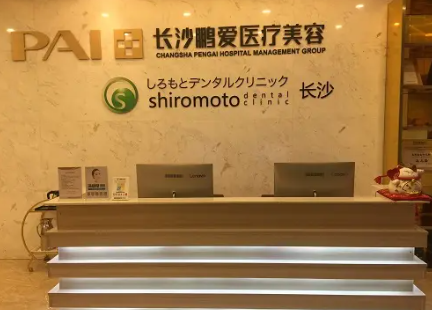 PAI 长沙鹏爱医疗美容
CHANGSHA PENGAI HOSPITAL MANAGEMENT GROUP
しろもとデンタルクリニック
shiromoto dental clinic 长沙